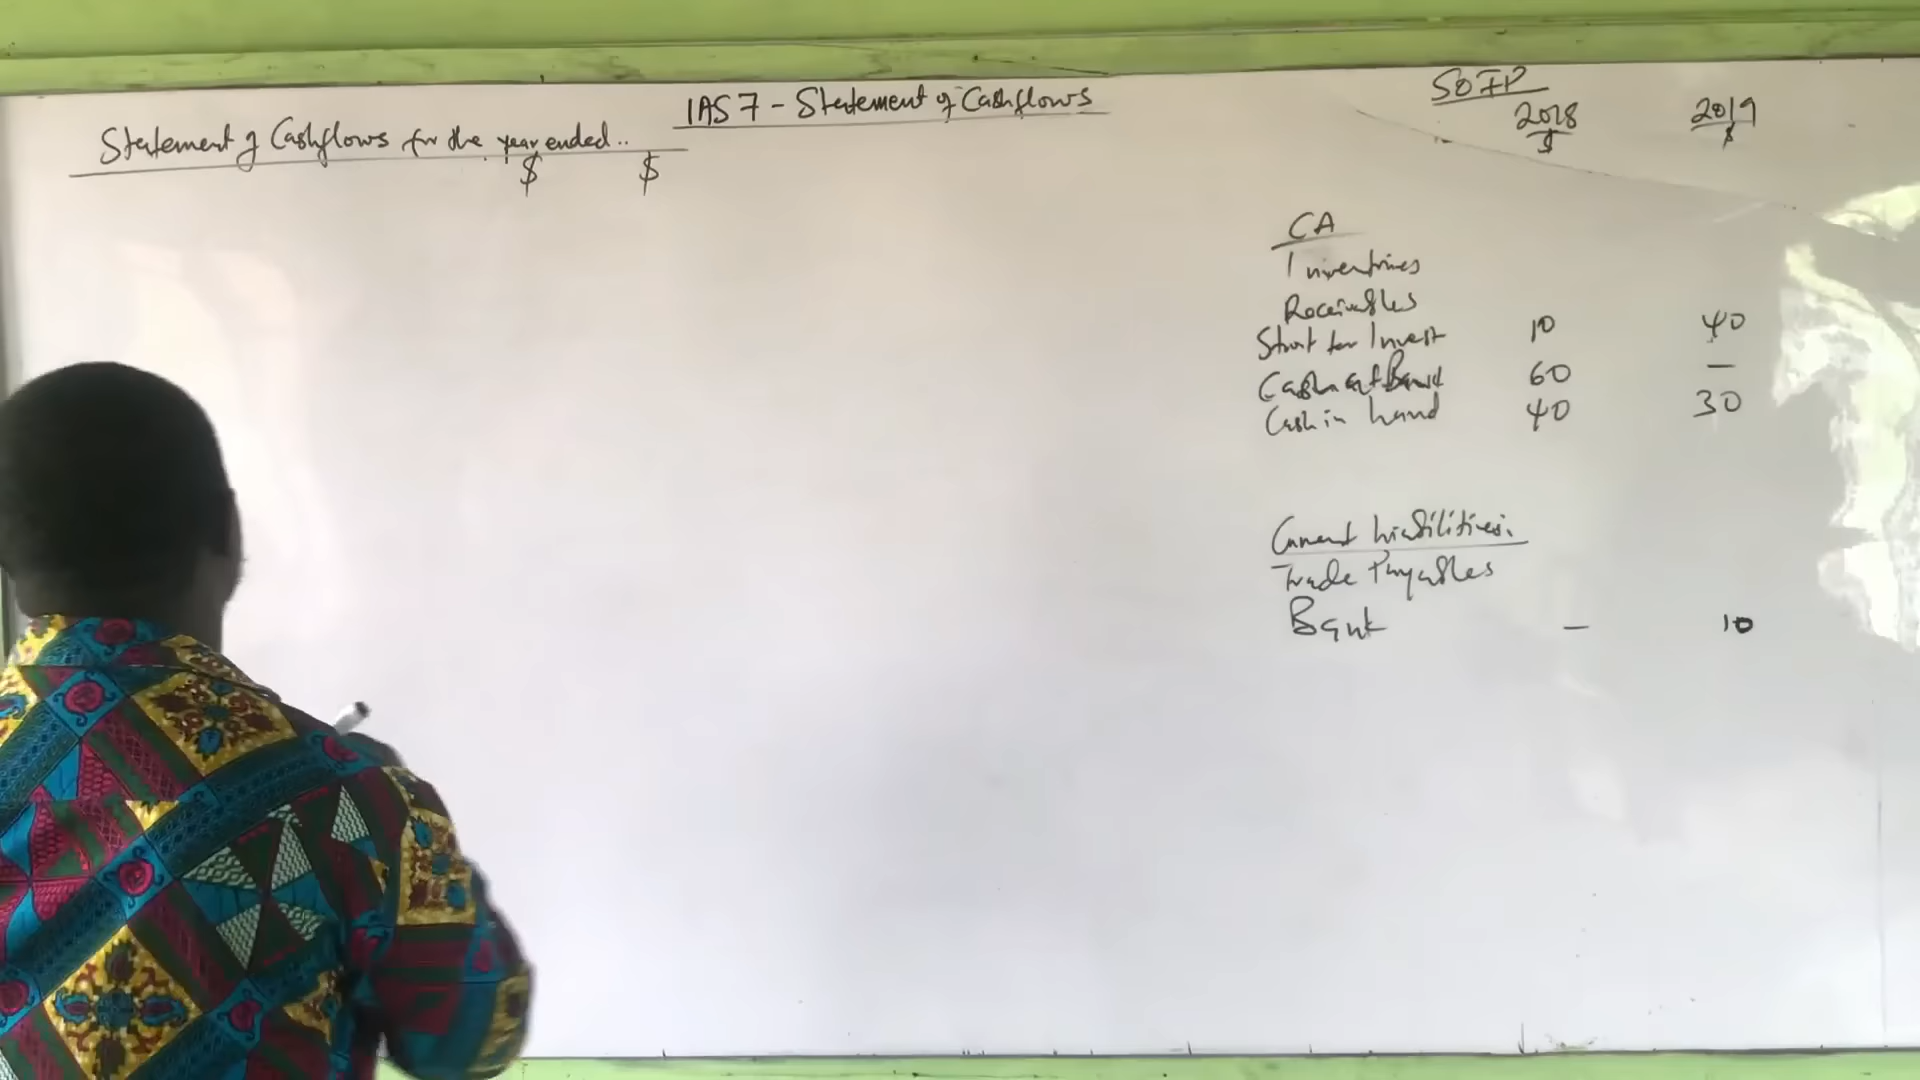 IAS 7 - Statement of Cashflows
Statement of Cashflows for the year ended..
$ $
SOFP
2018 2019
$ $
CA
Inventories
Receivables
Short ter Invest 10 40
Cash at Bank 60 -
Cash in hand 40 30
Current Liabilities:
Trade Payables
Bank - 10